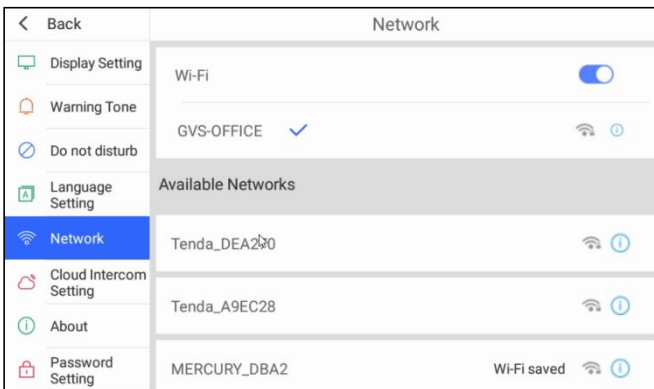 Back
Network
Display Setting
Warning Tone
Do not disturb
Language
Setting
Network
Cloud Intercom
Setting
About
Password
Setting
Wi-Fi
GVS-OFFICE
Available Networks
Tenda_A9EC28
MERCURY_DBA2 Wi-Fi saved